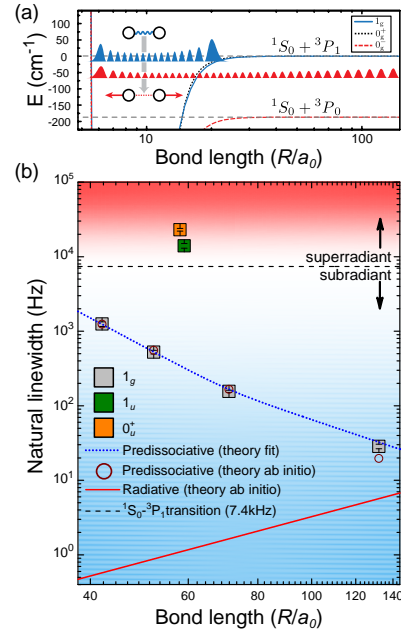 (a)
E (cm⁻¹)
100
50
0
-50
-100
-150
-200
1g
0g⁺
0g⁻
¹S₀ + ³P₁
¹S₀ + ³P₀
10
100
Bond length (R/a₀)
(b)
Natural linewidth (Hz)
10⁵
10⁴
10³
10²
10¹
10⁰
superradiant
subradiant
1g
1u
0u⁺
Predissociative (theory fit)
Predissociative (theory ab initio)
Radiative (theory ab initio)
¹S₀-³P₁transition (7.4kHz)
40
60
80
100
120
140
Bond length (R/a₀)